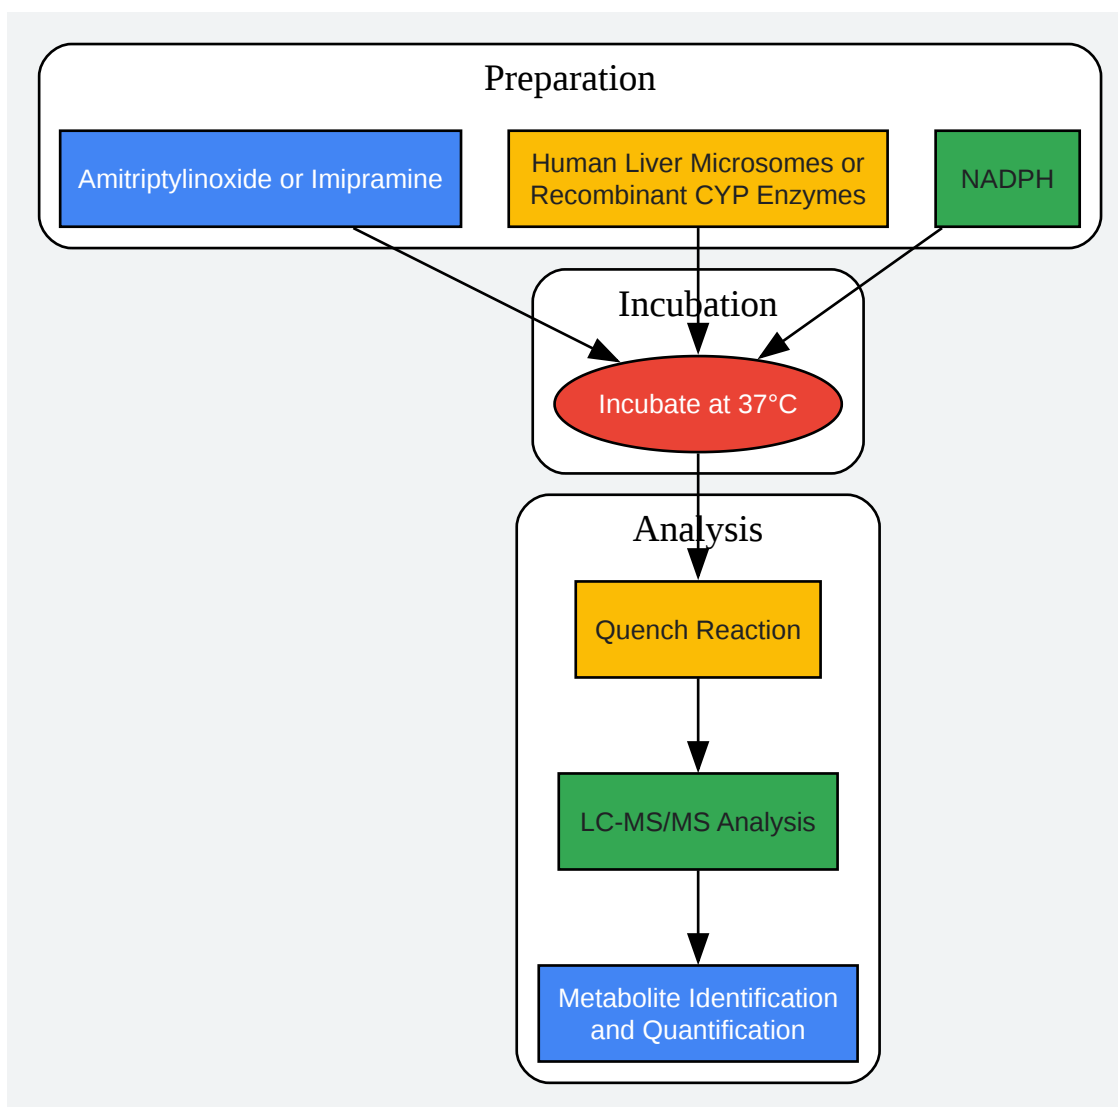 Preparation
Amitriptylinoxide or Imipramine
Human Liver Microsomes or
Recombinant CYP Enzymes
NADPH
Incubation
Incubate at 37°C
Analysis
Quench Reaction
LC-MS/MS Analysis
Metabolite Identification
and Quantification